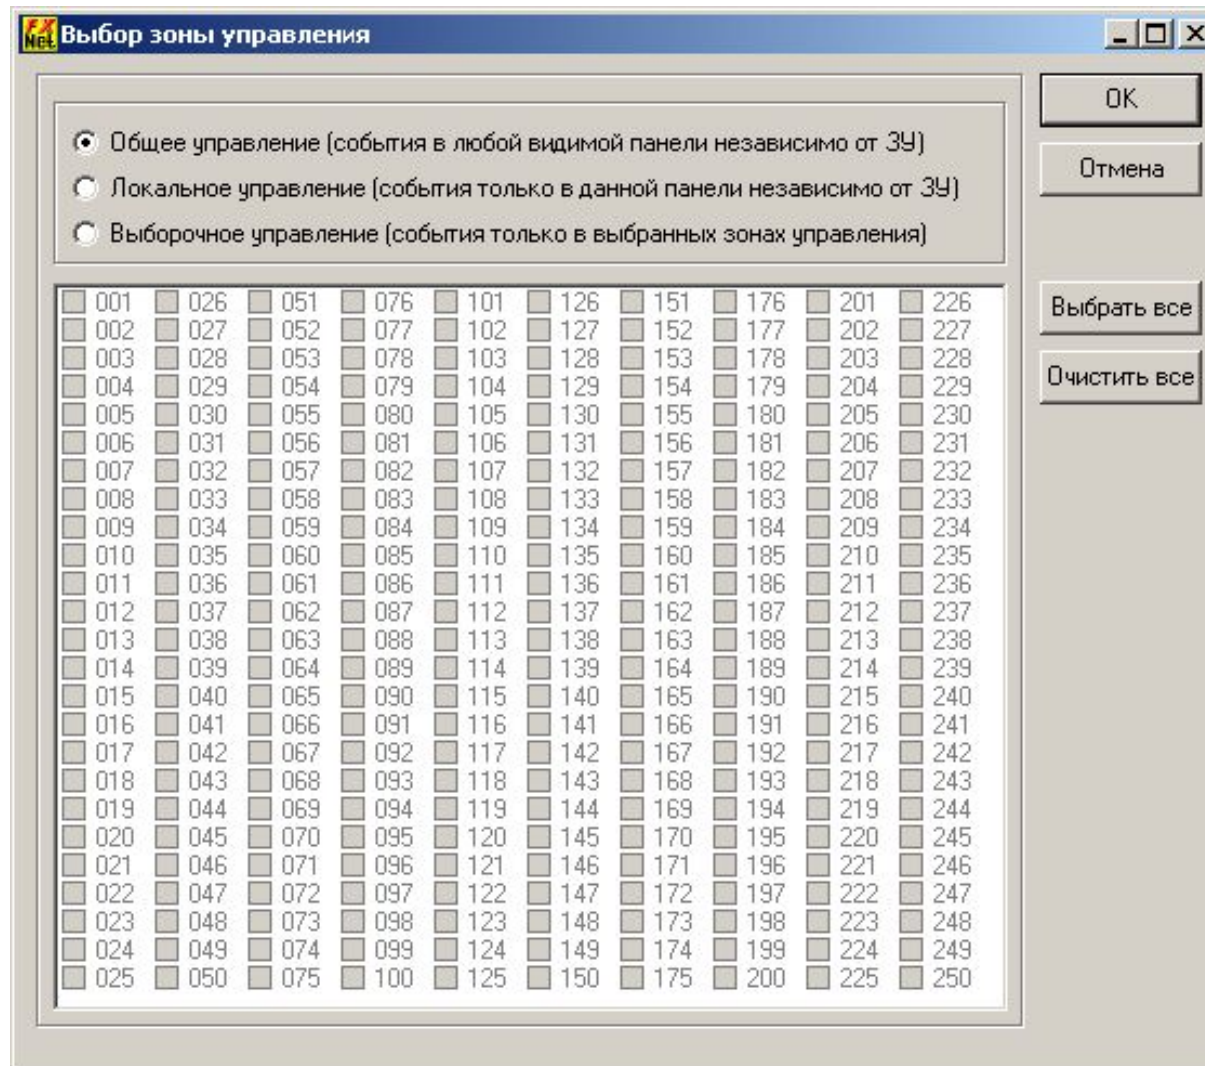 FX Net Выбор зоны управления
OK
Общее управление (события в любой видимой панели независимо от ЗУ)
Отмена
Локальное управление (события только в данной панели независимо от ЗУ)
Выборочное управление (события только в выбранных зонах управления)
001 026 051 076 101 126 151 176 201 226
Выбрать все
002 027 052 077 102 127 152 177 202 227
003 028 053 078 103 128 153 178 203 228
004 029 054 079 104 129 154 179 204 229
Очистить все
005 030 055 080 105 130 155 180 205 230
006 031 056 081 106 131 156 181 206 231
007 032 057 082 107 132 157 182 207 232
008 033 058 083 108 133 158 183 208 233
009 034 059 084 109 134 159 184 209 234
010 035 060 085 110 135 160 185 210 235
011 036 061 086 111 136 161 186 211 236
012 037 062 087 112 137 162 187 212 237
013 038 063 088 113 138 163 188 213 238
014 039 064 089 114 139 164 189 214 239
015 040 065 090 115 140 165 190 215 240
016 041 066 091 116 141 166 191 216 241
017 042 067 092 117 142 167 192 217 242
018 043 068 093 118 143 168 193 218 243
019 044 069 094 119 144 169 194 219 244
020 045 070 095 120 145 170 195 220 245
021 046 071 096 121 146 171 196 221 246
022 047 072 097 122 147 172 197 222 247
023 048 073 098 123 148 173 198 223 248
024 049 074 099 124 149 174 199 224 249
025 050 075 100 125 150 175 200 225 250